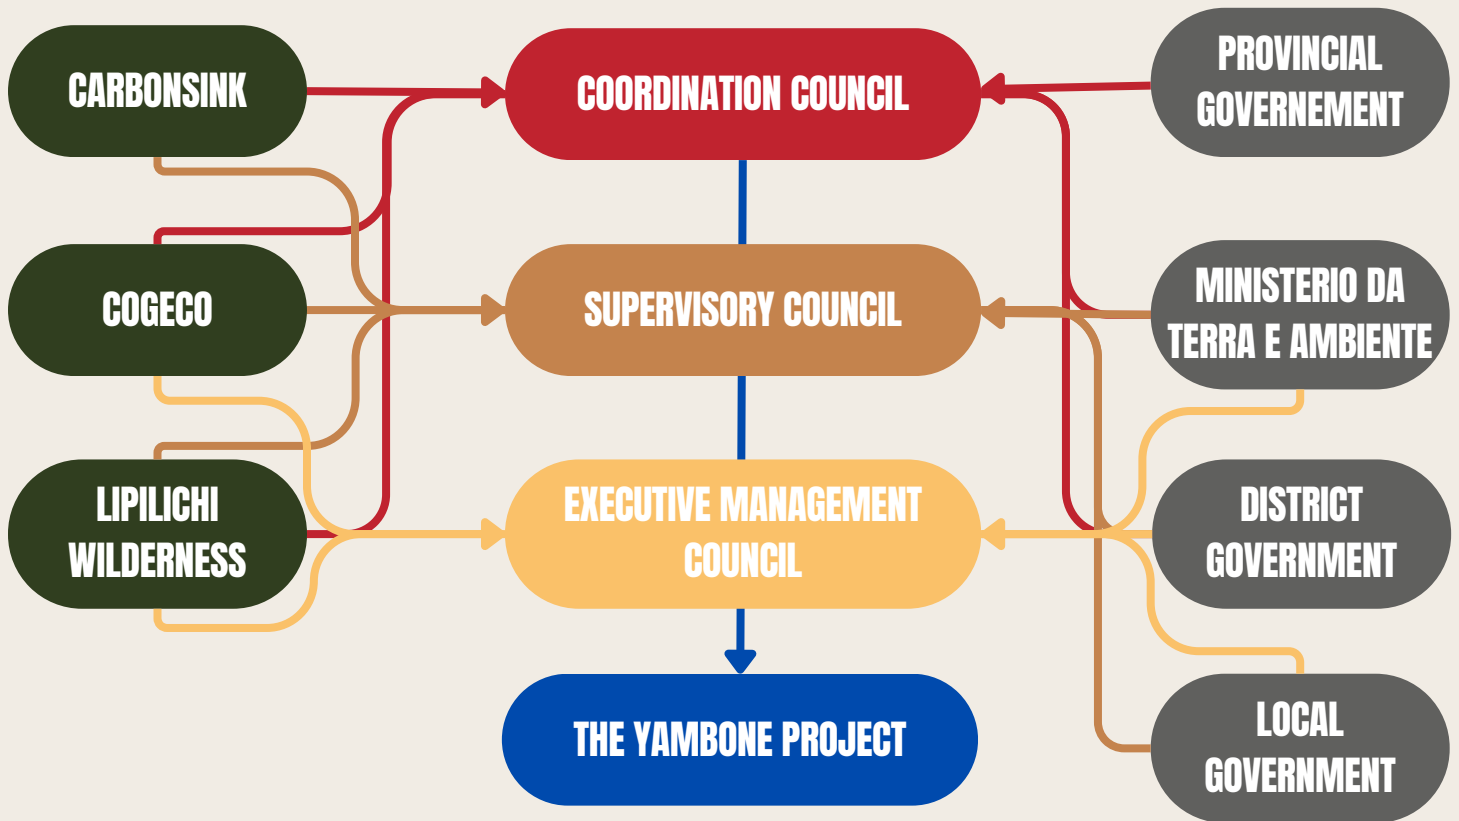 CARBONSINK
COORDINATION COUNCIL
PROVINCIAL
GOVERNEMENT
COGECO
SUPERVISORY COUNCIL
MINISTERIO DA
TERRA E AMBIENTE
LIPILICHI
WILDERNESS
EXECUTIVE MANAGEMENT
COUNCIL
DISTRICT
GOVERNMENT
THE YAMBONE PROJECT
LOCAL
GOVERNMENT